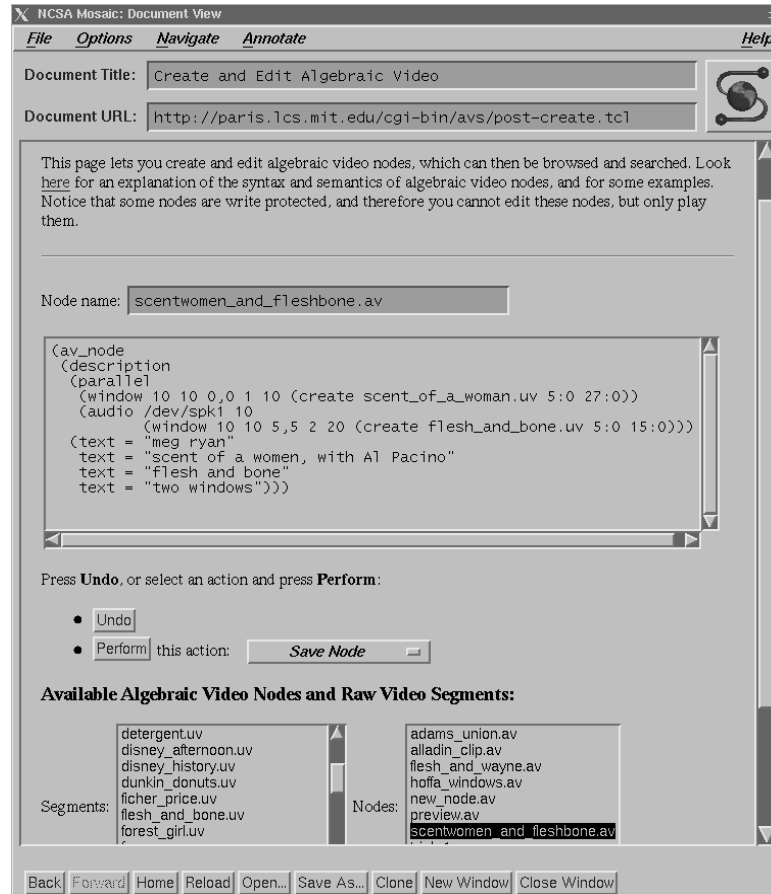 NCSA Mosaic: Document View
File Options Navigate Annotate Help
Document Title: Create and Edit Algebraic Video
Document URL: http://paris.lcs.mit.edu/cgi-bin/avs/post-create.tcl
This page lets you create and edit algebraic video nodes, which can then be browsed and searched. Look
here for an explanation of the syntax and semantics of algebraic video nodes, and for some examples.
Notice that some nodes are write protected, and therefore you cannot edit these nodes, but only play
them.
Node name: scentwomen_and_fleshbone.av
(av_node
(description
(parallel
(window 10 10 0,0 1 10 (create scent_of_a_woman.uv 5:0 27:0))
(audio /dev/spk1 10
(window 10 10 5,5 2 20 (create flesh_and_bone.uv 5:0 15:0)))
(text = "meg ryan"
text = "scent of a women, with Al Pacino"
text = "flesh and bone"
text = "two windows")))
Press Undo, or select an action and press Perform:
Undo
Perform this action: Save Node
Available Algebraic Video Nodes and Raw Video Segments:
Segments:
detergent.uv
disney_afternoon.uv
disney_history.uv
dunkin_donuts.uv
ficher_price.uv
flesh_and_bone.uv
forest_girl.uv
Nodes:
adams_union.av
alladin_clip.av
flesh_and_wayne.av
hoffa_windows.av
new_node.av
preview.av
scentwomen_and_fleshbone.av
Back Forward Home Reload Open... Save As... Clone New Window Close Window